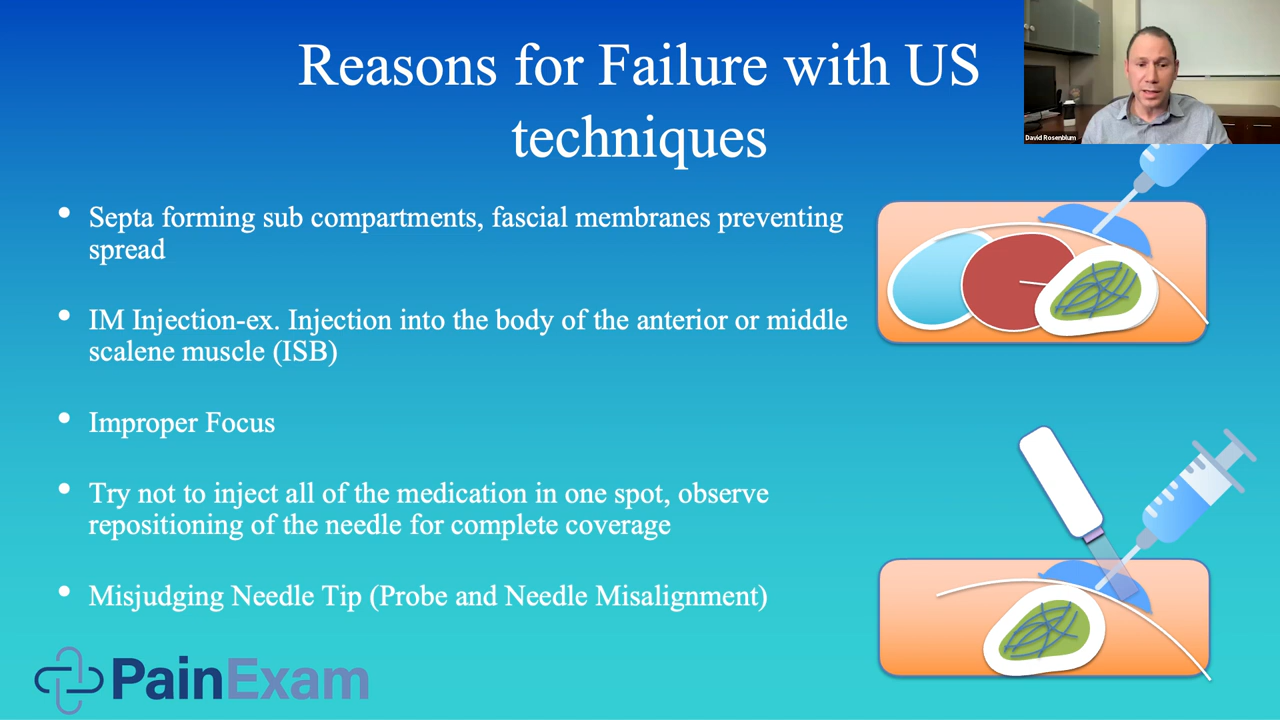 Reasons for Failure with US
techniques
David Rosenblum
• Septa forming sub compartments, fascial membranes preventing
spread
• IM Injection-ex. Injection into the body of the anterior or middle
scalene muscle (ISB)
• Improper Focus
• Try not to inject all of the medication in one spot, observe
repositioning of the needle for complete coverage
• Misjudging Needle Tip (Probe and Needle Misalignment)
PainExam